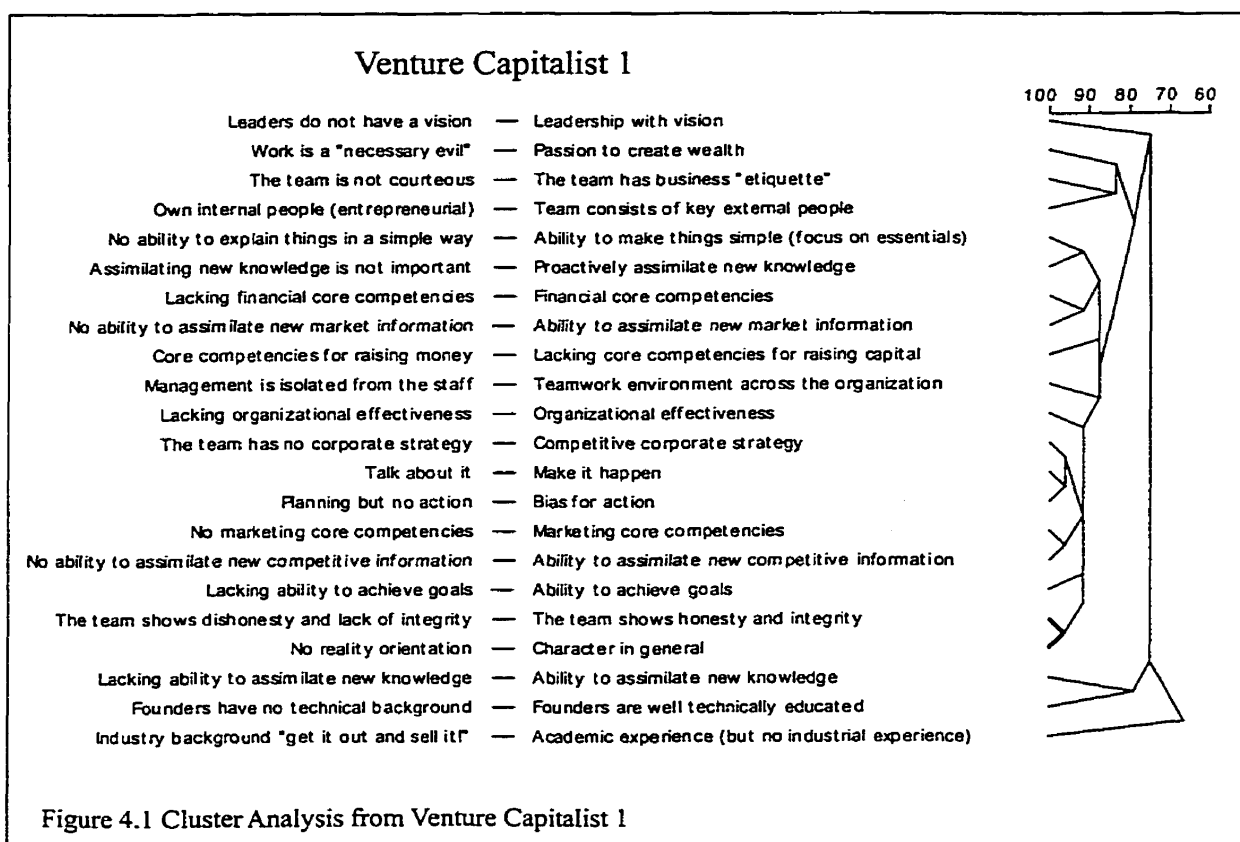 Venture Capitalist 1
100 90 80 70 60
Leaders do not have a vision — Leadership with vision
Work is a "necessary evil" — Passion to create wealth
The team is not courteous — The team has business "etiquette"
Own internal people (entrepreneurial) — Team consists of key external people
No ability to explain things in a simple way — Ability to make things simple (focus on essentials)
Assimilating new knowledge is not important — Proactively assimilate new knowledge
Lacking financial core competencies — Financial core competencies
No ability to assimilate new market information — Ability to assimilate new market information
Core competencies for raising money — Lacking core competencies for raising capital
Management is isolated from the staff — Teamwork environment across the organization
Lacking organizational effectiveness — Organizational effectiveness
The team has no corporate strategy — Competitive corporate strategy
Talk about it — Make it happen
Planning but no action — Bias for action
No marketing core competencies — Marketing core competencies
No ability to assimilate new competitive information — Ability to assimilate new competitive information
Lacking ability to achieve goals — Ability to achieve goals
The team shows dishonesty and lack of integrity — The team shows honesty and integrity
No reality orientation — Character in general
Lacking ability to assimilate new knowledge — Ability to assimilate new knowledge
Founders have no technical background — Founders are well technically educated
Industry background "get it out and sell it!" — Academic experience (but no industrial experience)
Figure 4.1 Cluster Analysis from Venture Capitalist 1